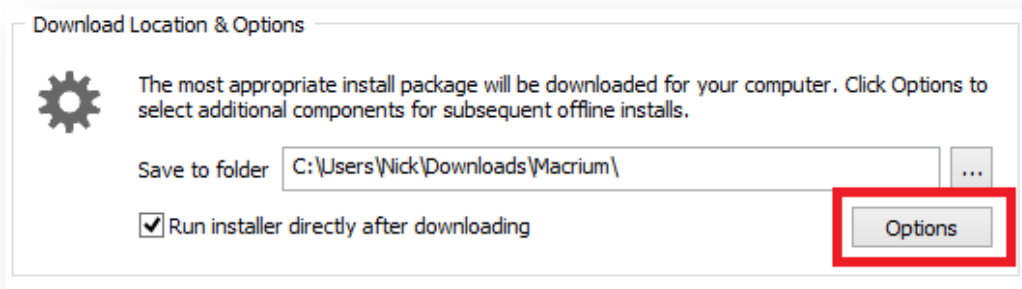 Download Location & Options
The most appropriate install package will be downloaded for your computer. Click Options to
select additional components for subsequent offline installs.
Save to folder C:\Users\Nick\Downloads\Macrium\ ...
Run installer directly after downloading Options